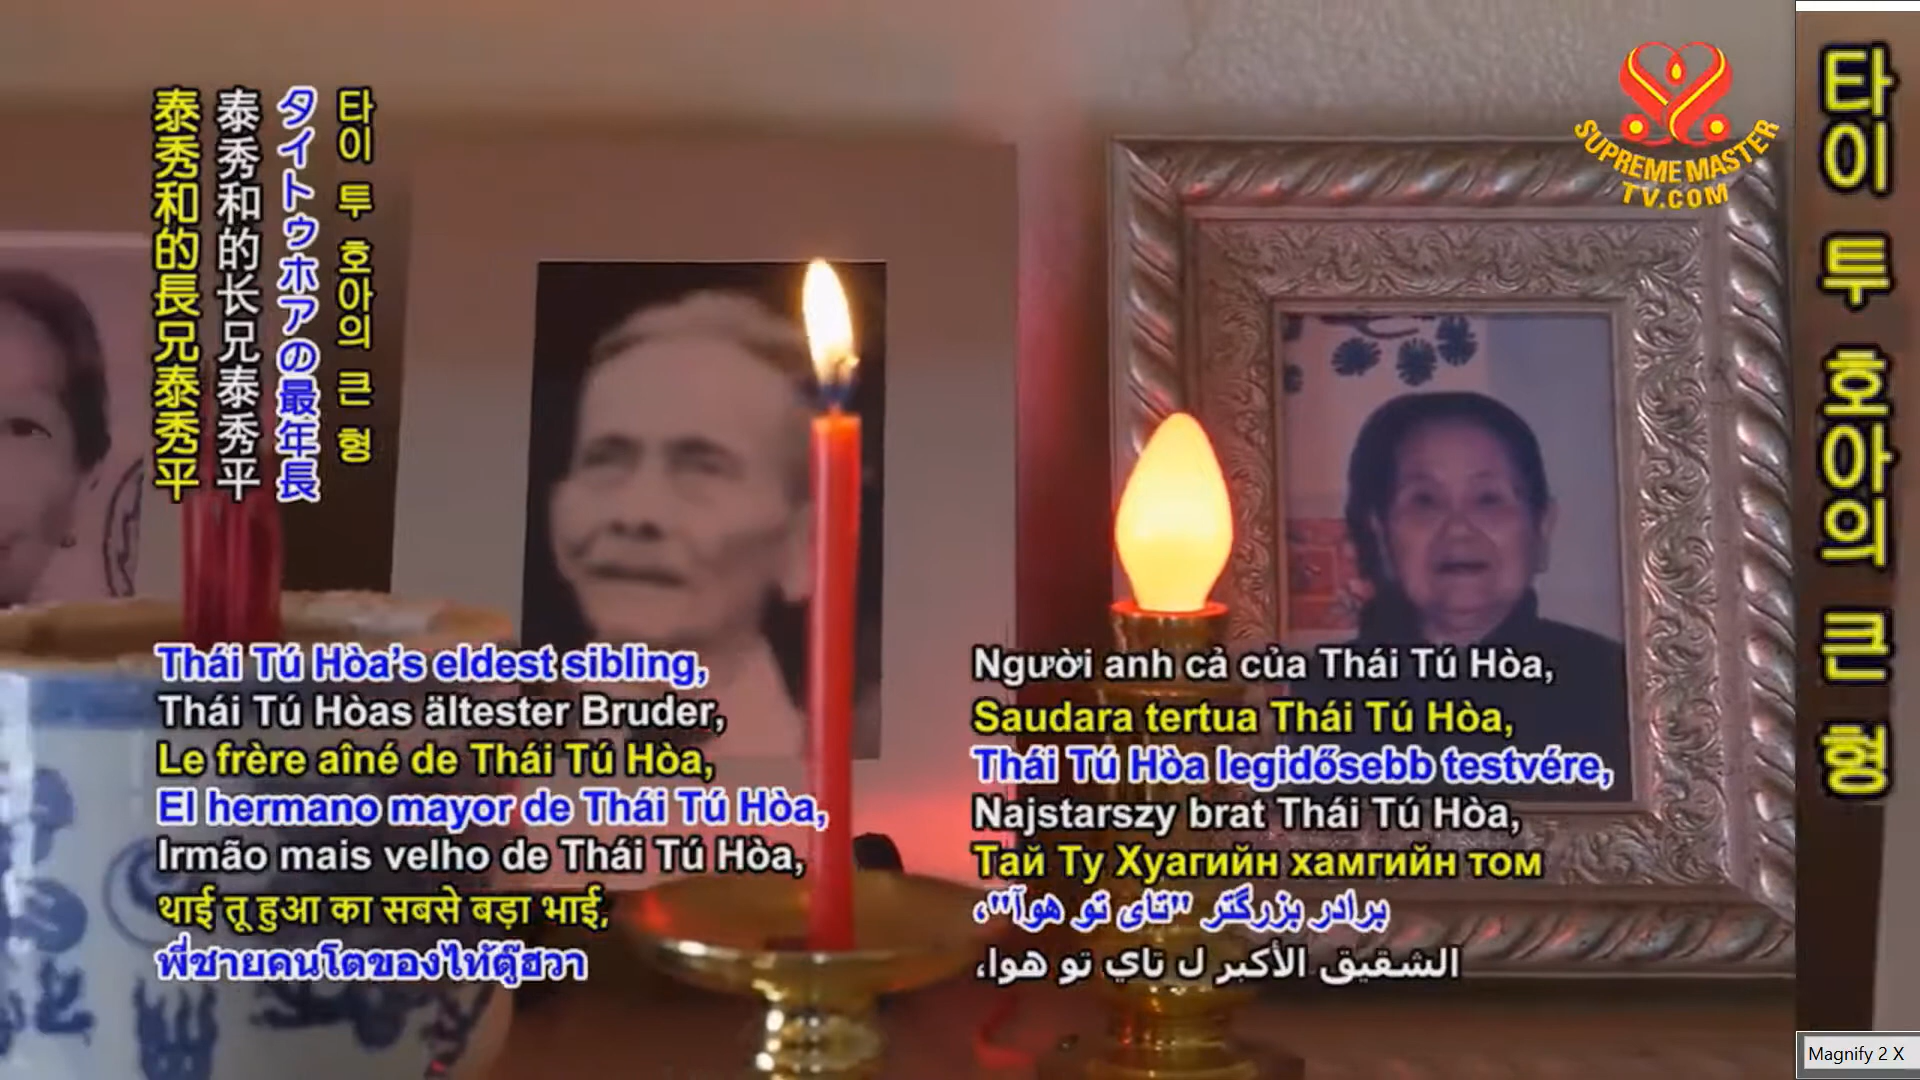 SUPREME MASTER
TV.COM
타이 투 호아의 큰 형
タイトゥホアの最年長
泰秀和的长兄泰秀平
泰秀和的長兄泰秀平
Thái Tú Hòa’s eldest sibling,
Thái Tú Hòas ältester Bruder,
Le frère aîné de Thái Tú Hòa,
El hermano mayor de Thái Tú Hòa,
Irmão mais velho de Thái Tú Hòa,
थाई तू हुआ का सबसे बड़ा भाई,
พี่ชายคนโตของไท้ตู๊ฮวา
Người anh cả của Thái Tú Hòa,
Saudara tertua Thái Tú Hòa,
Thái Tú Hòa legidősebb testvére,
Najstarszy brat Thái Tú Hòa,
Тай Ту Хуагийн хамгийн том
برادر بزرگتر "تای تو هوآ"،
الشقيق الأكبر ل تاي تو هوا،
타이 투 호아의 큰 형
Magnify 2 X